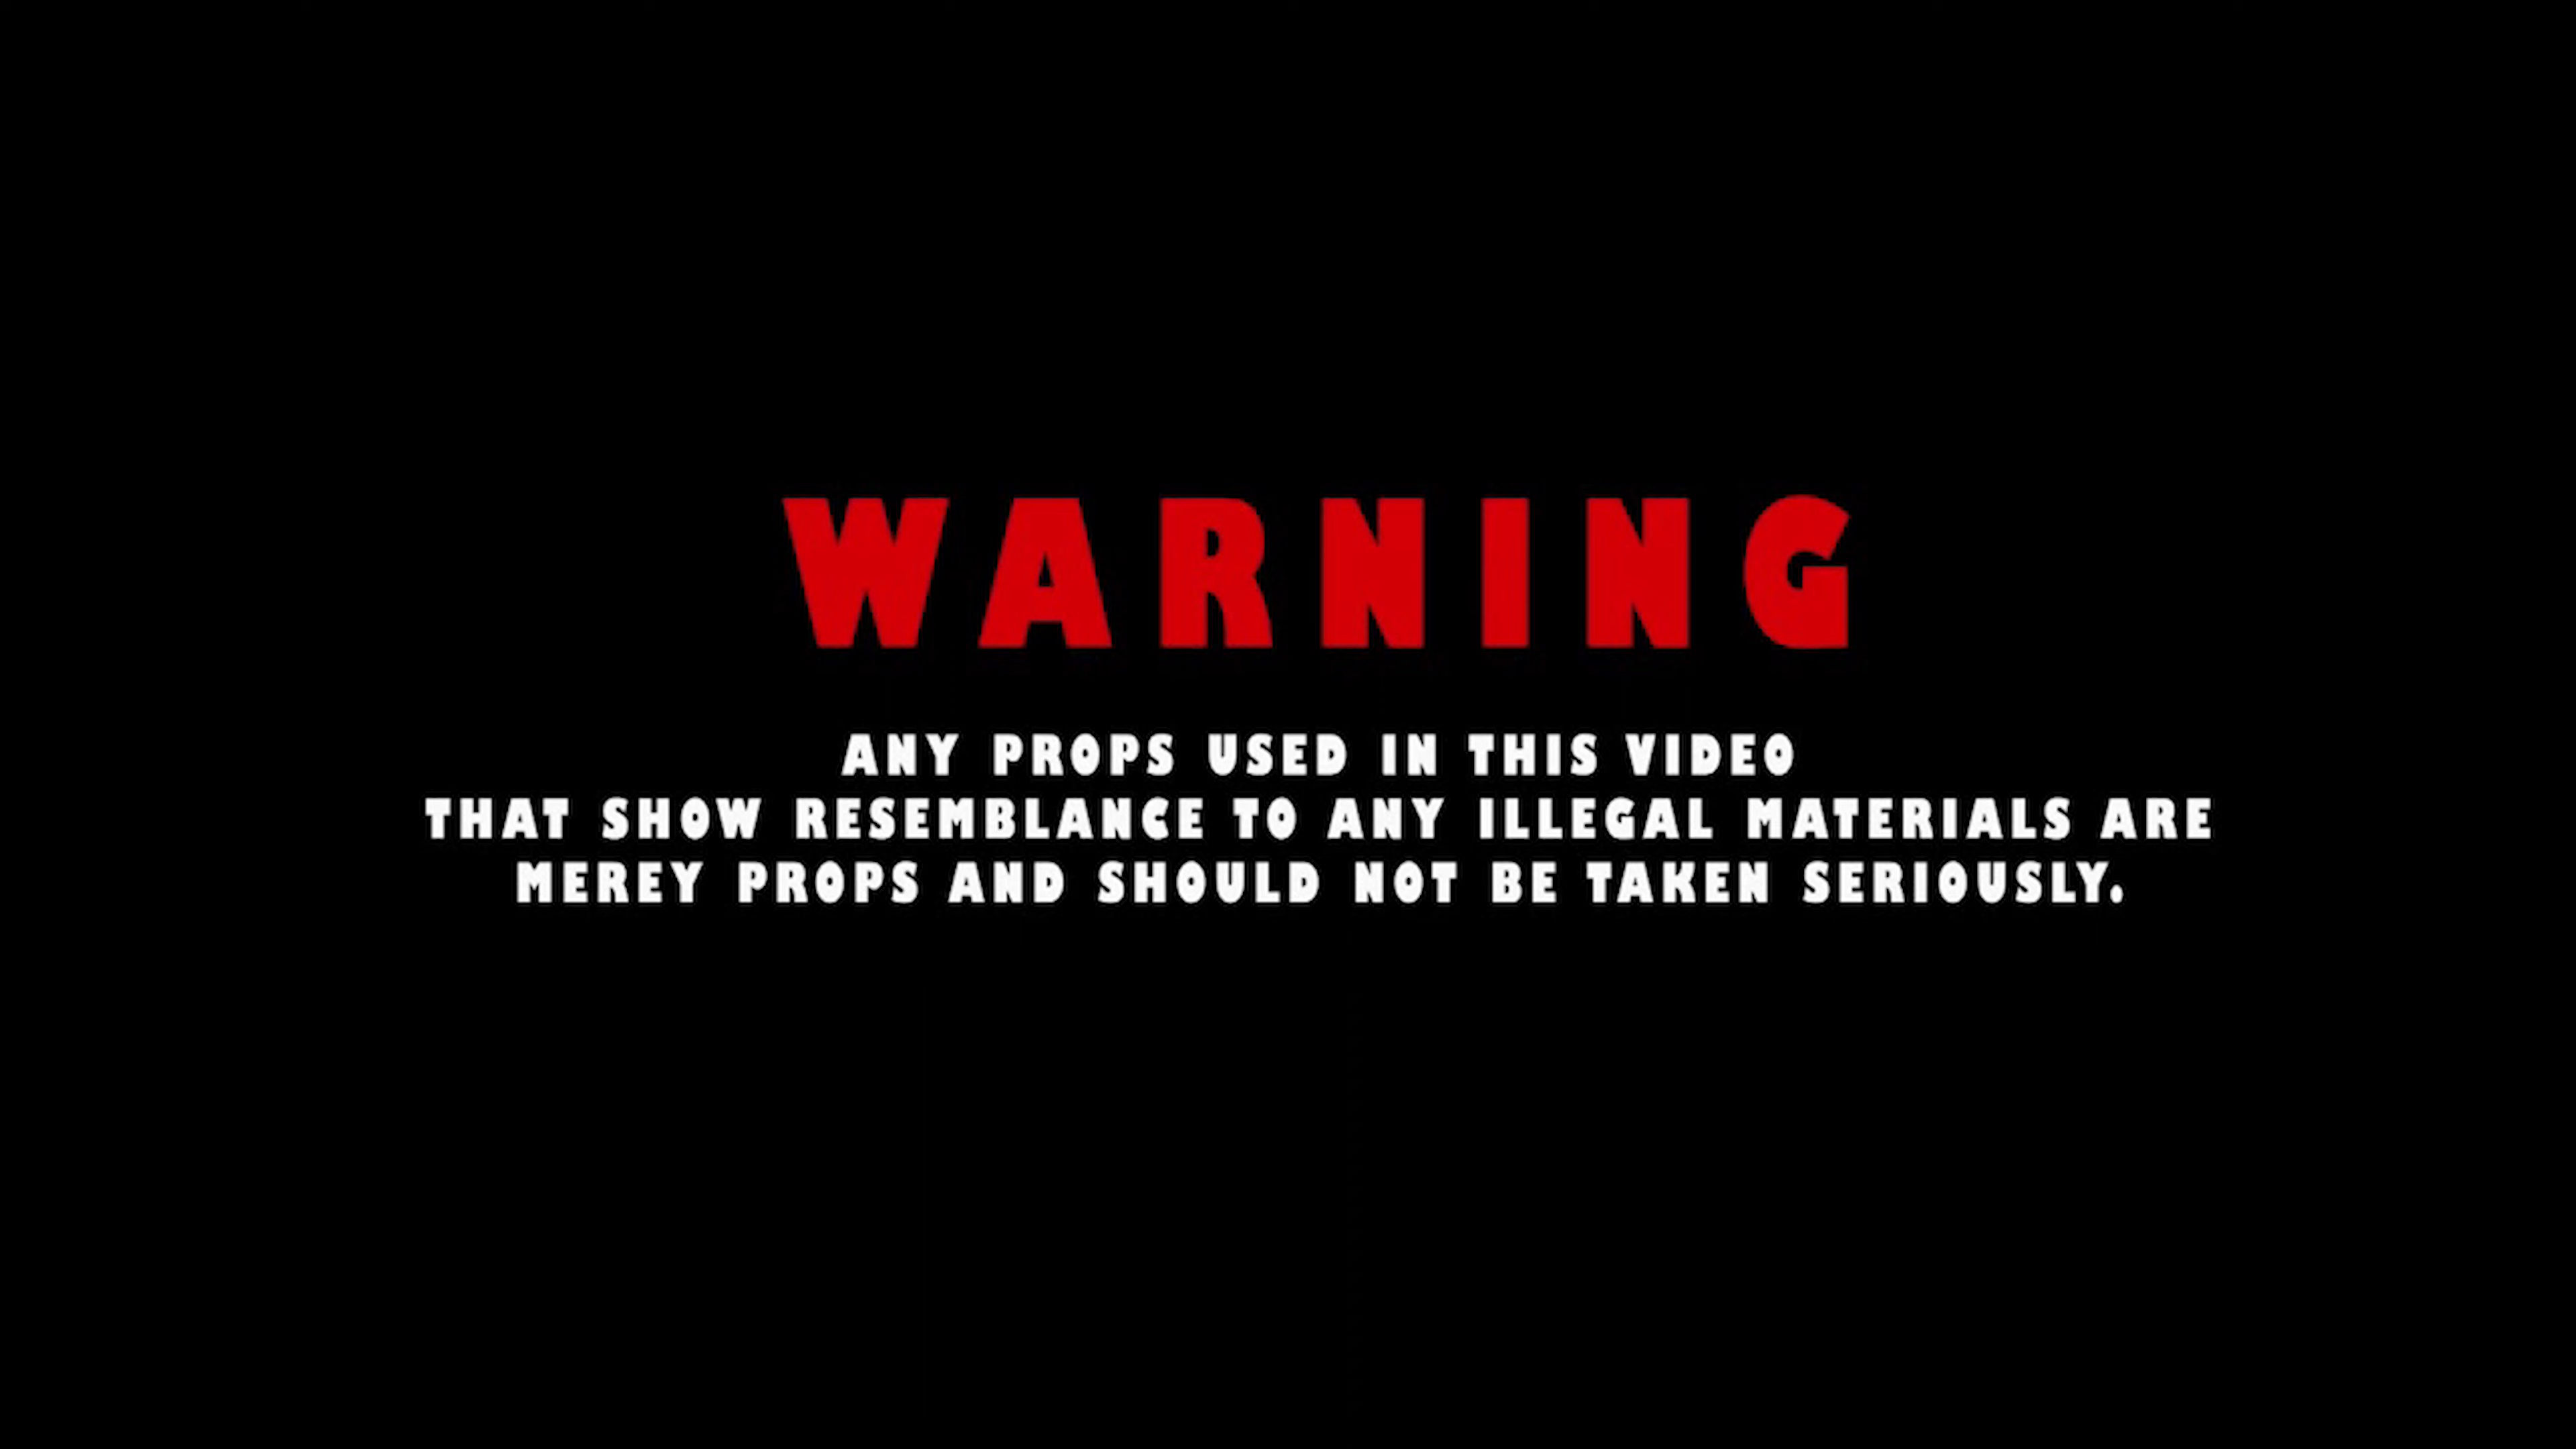 WARNING
ANY PROPS USED IN THIS VIDEO
THAT SHOW RESEMBLANCE TO ANY ILLEGAL MATERIALS ARE
MEREY PROPS AND SHOULD NOT BE TAKEN SERIOUSLY.